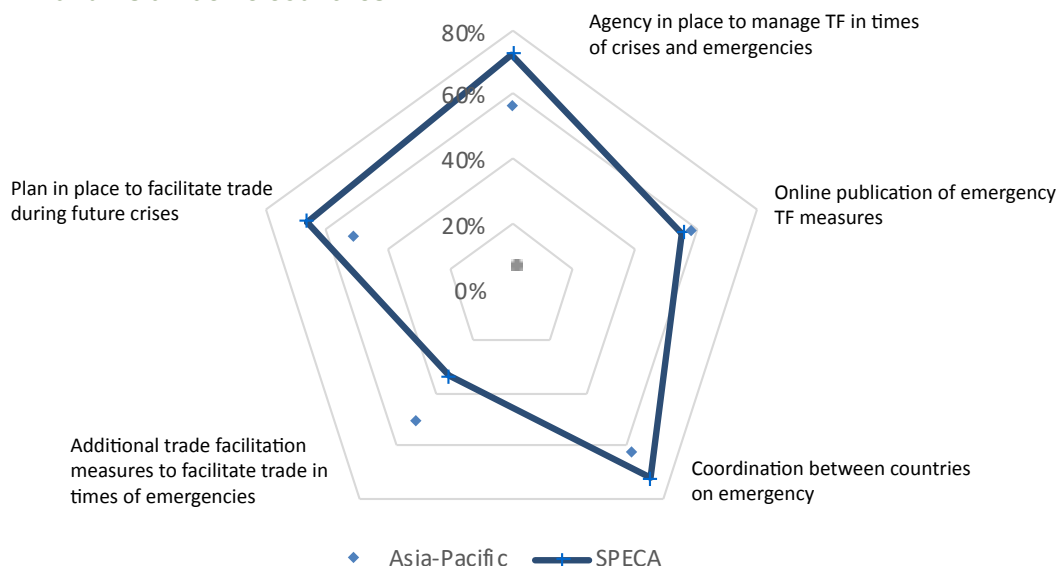 80%
Agency in place to manage TF in times
of crises and emergencies
60%
40%
Plan in place to facilitate trade
during future crises
Online publication of emergency
TF measures
20%
0%
Additional trade facilitation
measures to facilitate trade in
times of emergencies
Coordination between countries
on emergency
Asia-Pacific
SPECA